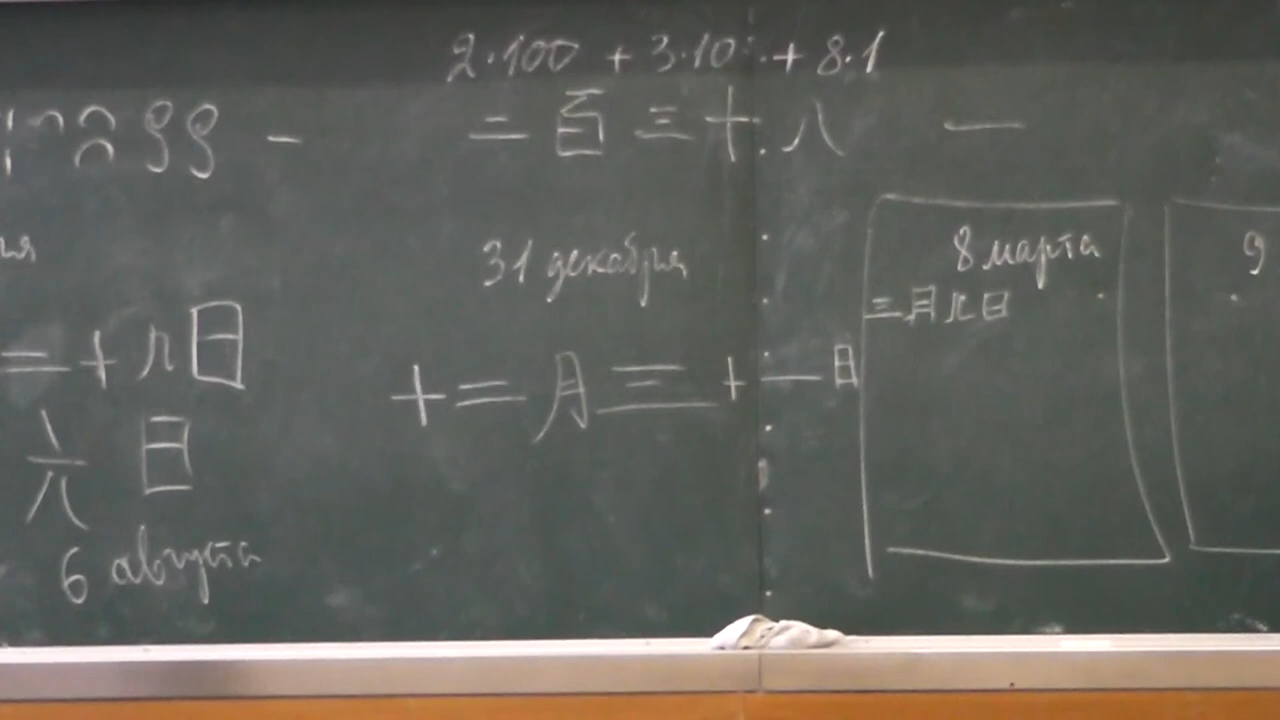 2·100 + 3·10 + 8·1
二百三十八 一
31 декабря
8 марта
9
三月八日
二十八日
十二月三十一日
六日
6 августа